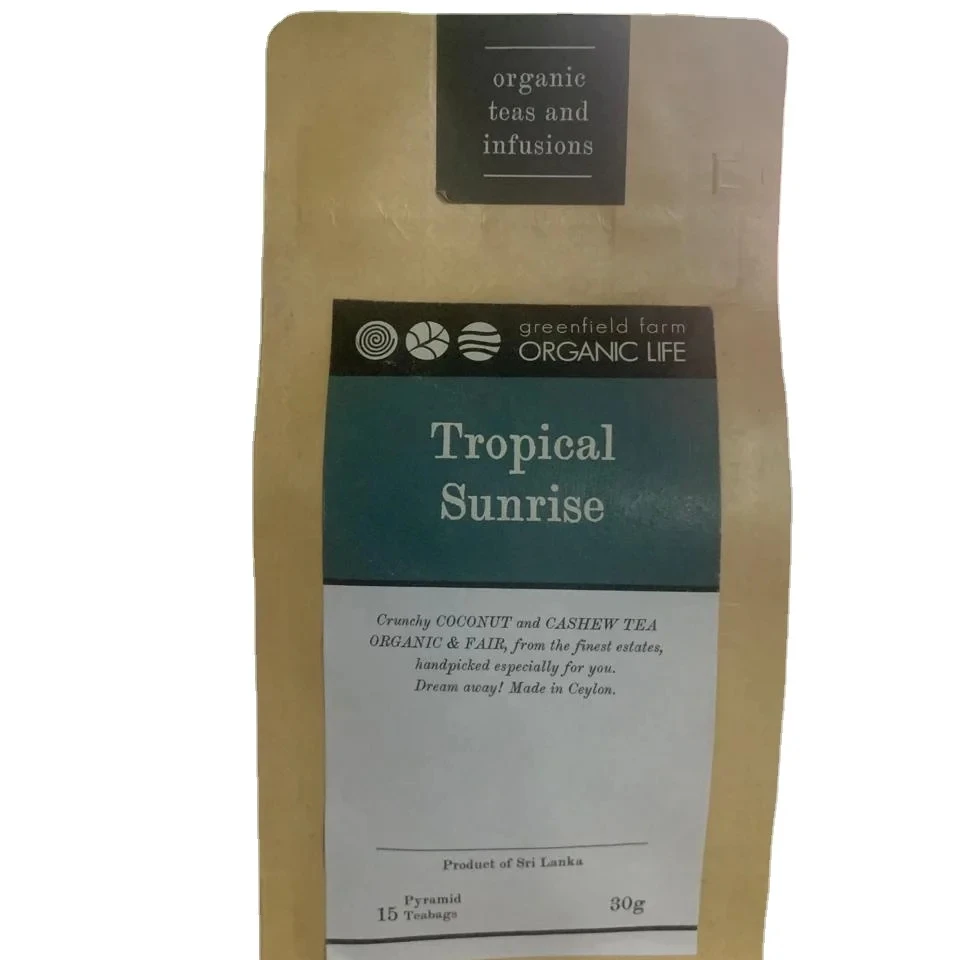 organic
teas and
infusions
greenfield farm
ORGANIC LIFE
Tropical
Sunrise
Crunchy COCONUT and CASHEW TEA
ORGANIC & FAIR, from the finest estates,
handpicked especially for you.
Dream away! Made in Ceylon.
Product of Sri Lanka
15 Pyramid
Teabags
30g